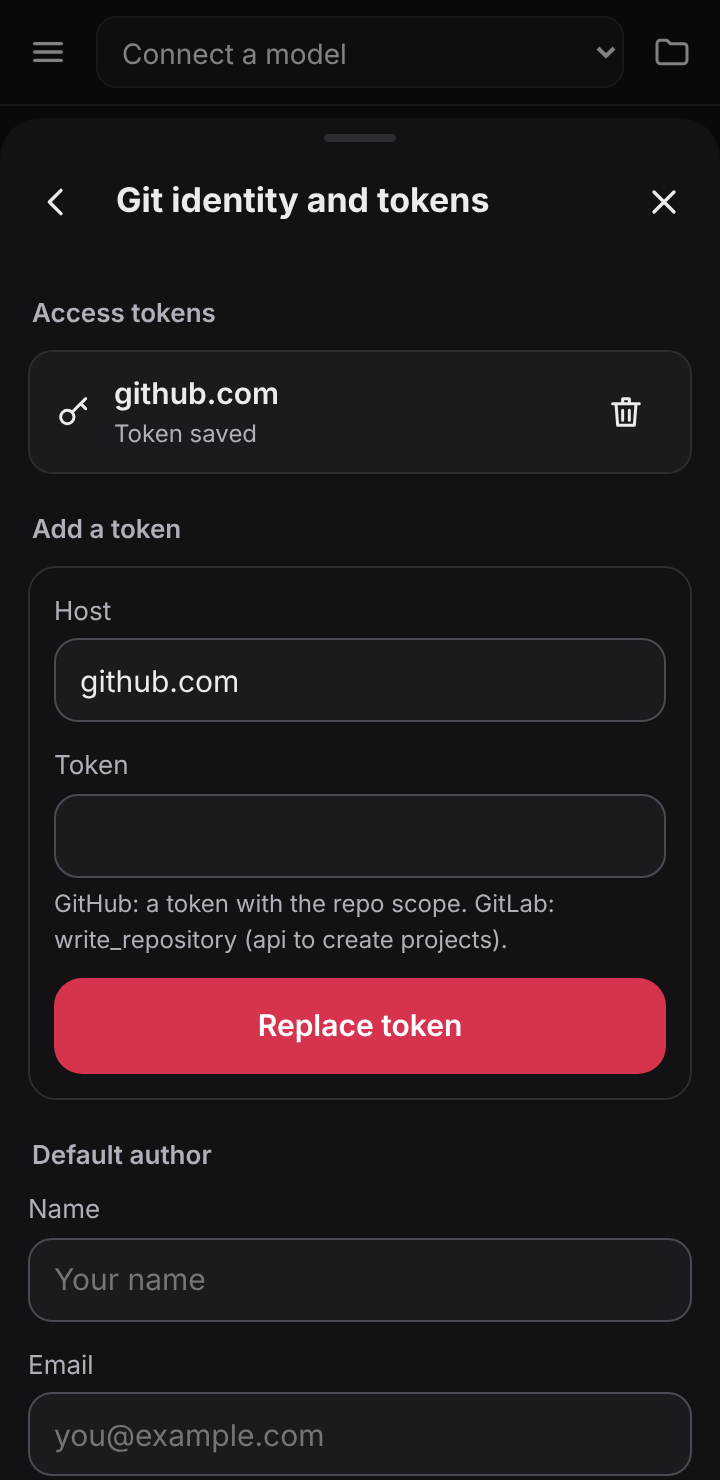 Connect a model
Git identity and tokens
Access tokens
github.com
Token saved
Add a token
Host
github.com
Token
GitHub: a token with the repo scope. GitLab:
write_repository (api to create projects).
Replace token
Default author
Name
Your name
Email
you@example.com